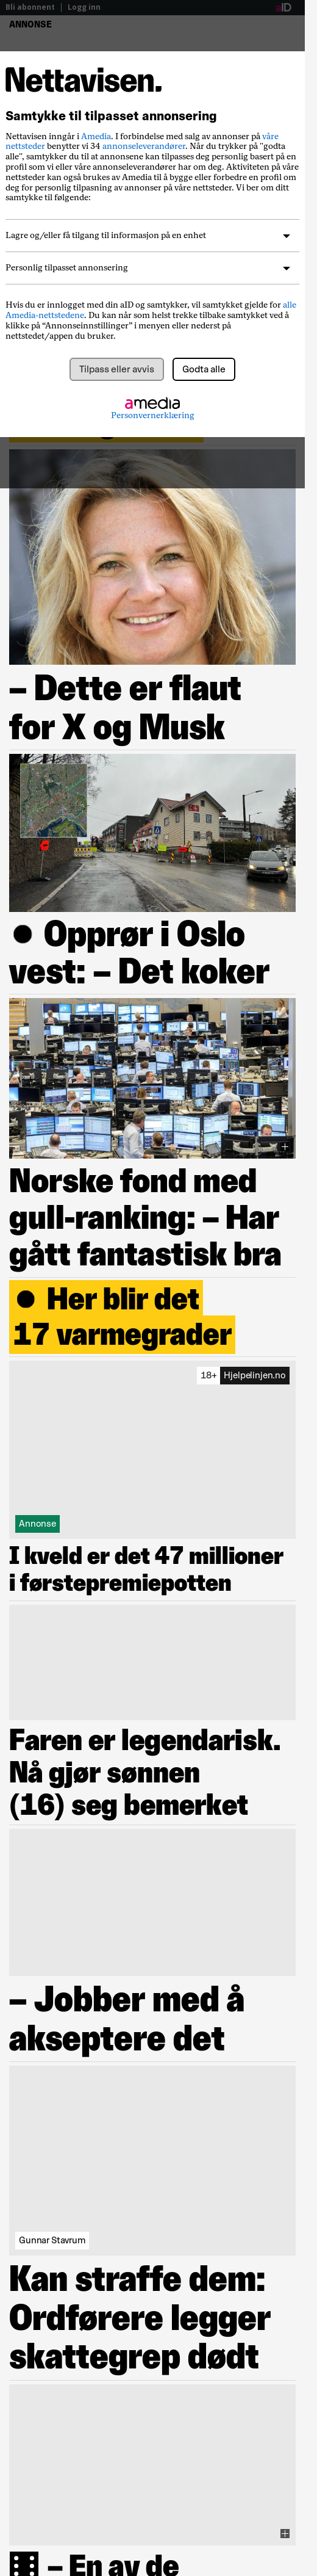 Bli abonnent | Logg inn
aID
ANNONSE
Nettavisen.
Samtykke til tilpasset annonsering
Nettavisen inngår i Amedia. I forbindelse med salg av annonser på våre
nettsteder benytter vi 34 annonseleverandører. Når du trykker på "godta
alle", samtykker du til at annonsene kan tilpasses deg personlig basert på en
profil som vi eller våre annonseleverandører har om deg. Aktiviteten på våre
nettsteder kan også brukes av Amedia til å bygge eller forbedre en profil om
deg for personlig tilpasning av annonser på våre nettsteder. Vi ber om ditt
samtykke til følgende:
Lagre og/eller få tilgang til informasjon på en enhet
Personlig tilpasset annonsering
Hvis du er innlogget med din aID og samtykker, vil samtykket gjelde for alle
Amedia-nettstedene. Du kan når som helst trekke tilbake samtykket ved å
klikke på “Annonseinnstillinger” i menyen eller nederst på
nettstedet/appen du bruker.
Tilpass eller avvis
Godta alle
amedia
Personvernerklæring
– Dette er flaut
for X og Musk
● Opprør i Oslo
vest: – Det koker
Norske fond med
gull-ranking: – Har
gått fantastisk bra
● Her blir det
17 varmegrader
18+ Hjelpelinjen.no
Annonse
I kveld er det 47 millioner
i førstepremiepotten
Faren er legendarisk.
Nå gjør sønnen
(16) seg bemerket
– Jobber med å
akseptere det
Gunnar Stavrum
Kan straffe dem:
Ordførere legger
skattegrep dødt
– En av de